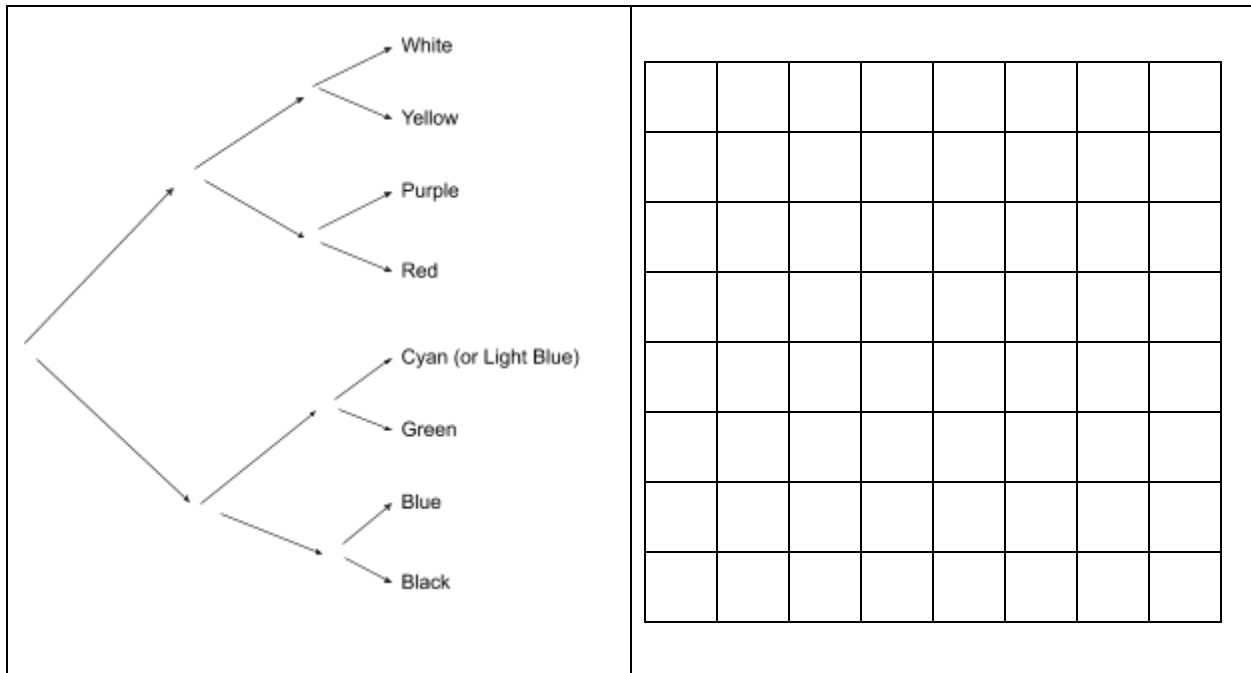 White
Yellow
Purple
Red
Cyan (or Light Blue)
Green
Blue
Black